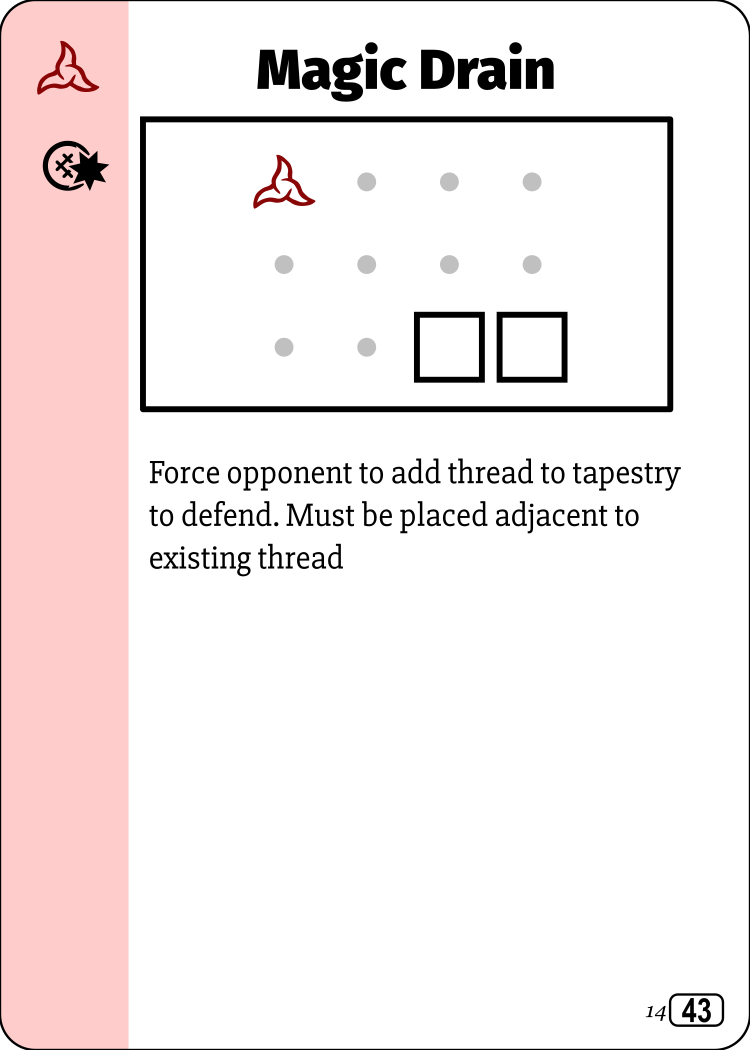 Magic Drain
Force opponent to add thread to tapestry
to defend. Must be placed adjacent to
existing thread
14 43